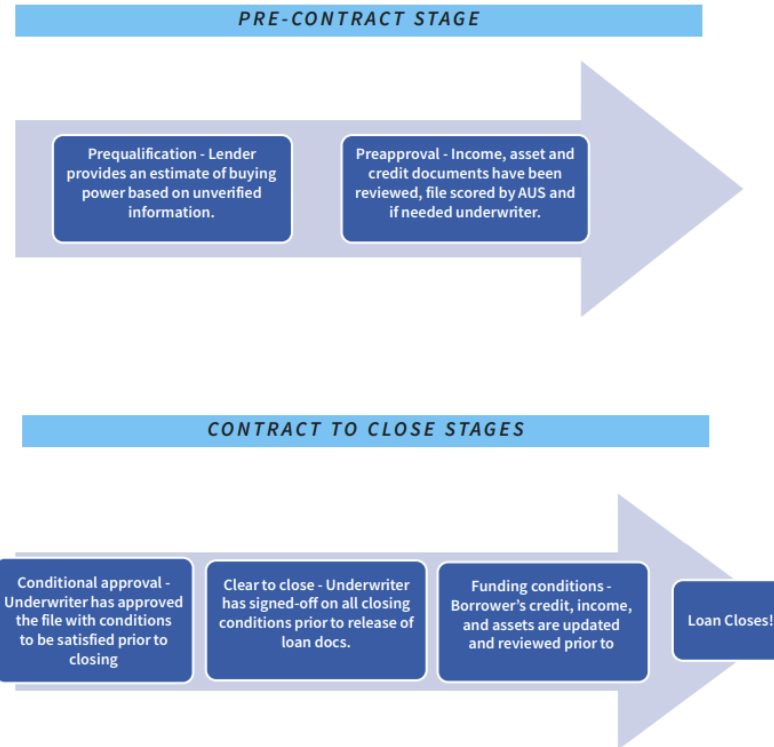 PRE-CONTRACT STAGE
Prequalification - Lender
provides an estimate of buying
power based on unverified
information.
Preapproval - Income, asset and
credit documents have been
reviewed, file scored by AUS and
if needed underwriter.
CONTRACT TO CLOSE STAGES
Conditional approval -
Underwriter has approved
the file with conditions
to be satisfied prior to
closing
Clear to close - Underwriter
has signed-off on all closing
conditions prior to release of
loan docs.
Funding conditions -
Borrower's credit, income,
and assets are updated
and reviewed prior to
Loan Closes!